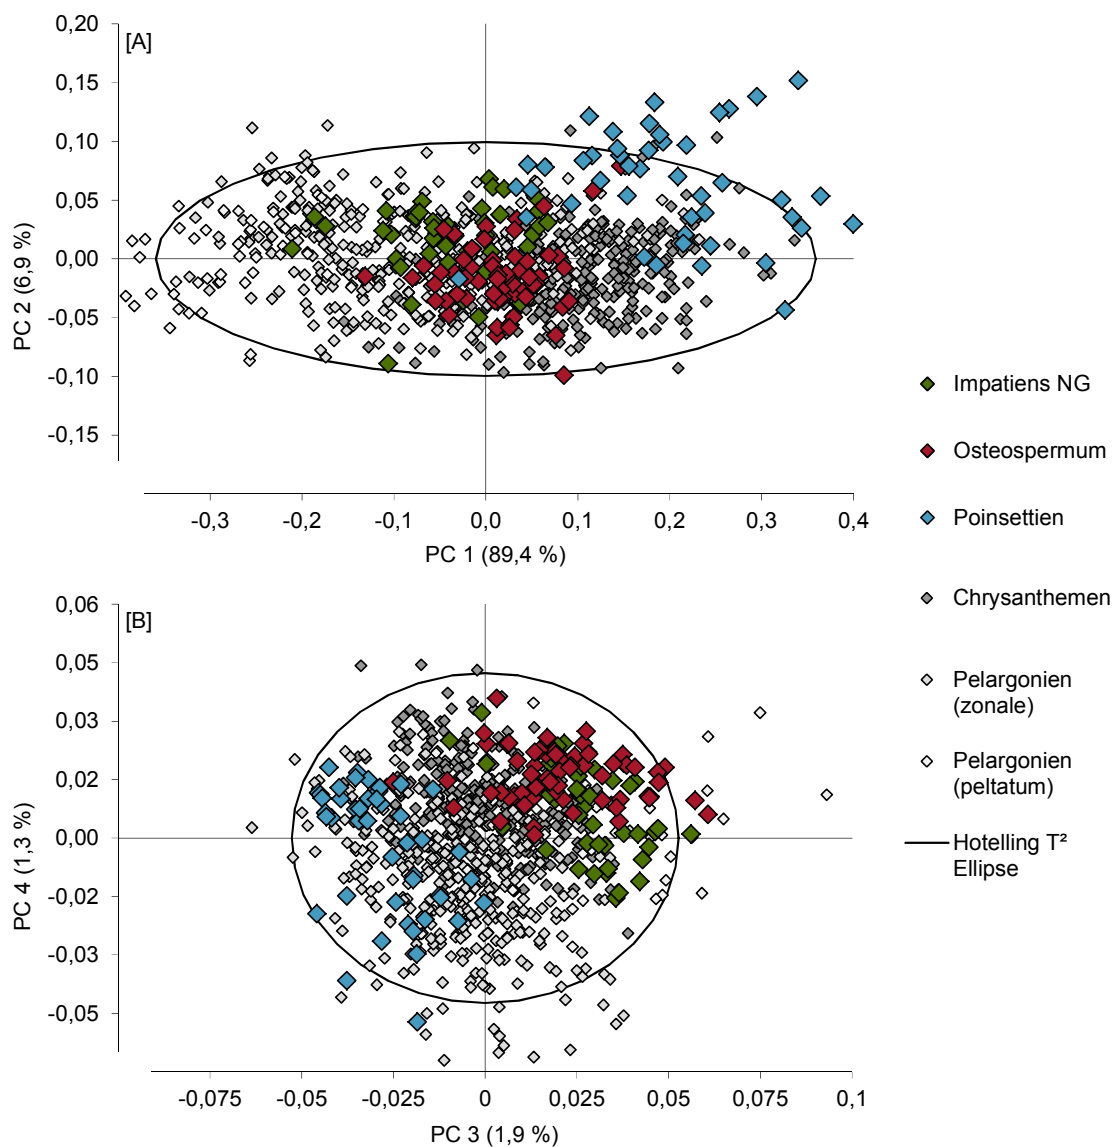 0,20
[A]
0,15
0,10
0,05
0,00
-0,05
-0,10
-0,15
PC 2 (6,9 %)
-0,3
-0,2
-0,1
0,0
0,1
0,2
0,3
0,4
PC 1 (89,4 %)
Impatiens NG
Osteospermum
Poinsettien
Chrysanthemen
Pelargonien
(zonale)
Pelargonien
(peltatum)
Hotelling T²
Ellipse
0,06
[B]
0,05
0,03
0,02
0,00
-0,02
-0,03
-0,05
PC 4 (1,3 %)
-0,075
-0,05
-0,025
0
0,025
0,05
0,075
0,1
PC 3 (1,9 %)